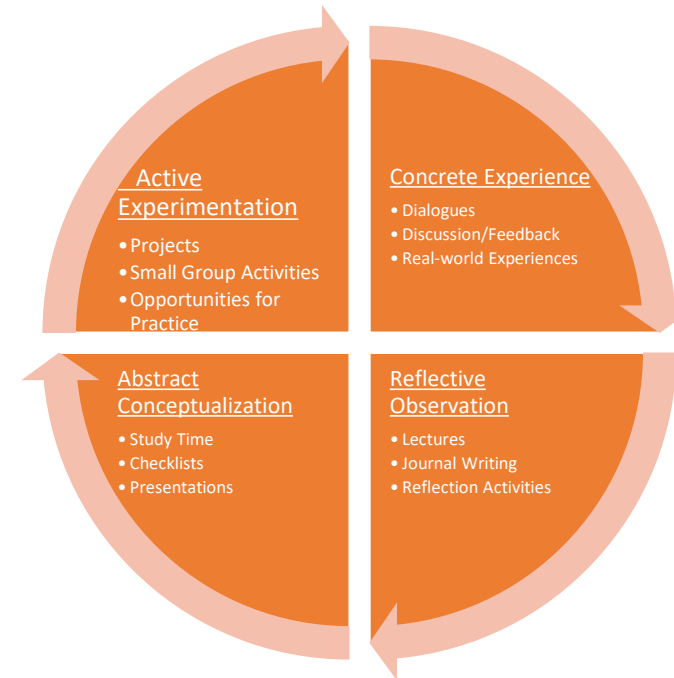 Active
Experimentation
• Projects
• Small Group Activities
• Opportunities for
Practice
Concrete Experience
• Dialogues
• Discussion/Feedback
• Real-world Experiences
Abstract
Conceptualization
• Study Time
• Checklists
• Presentations
Reflective
Observation
• Lectures
• Journal Writing
• Reflection Activities